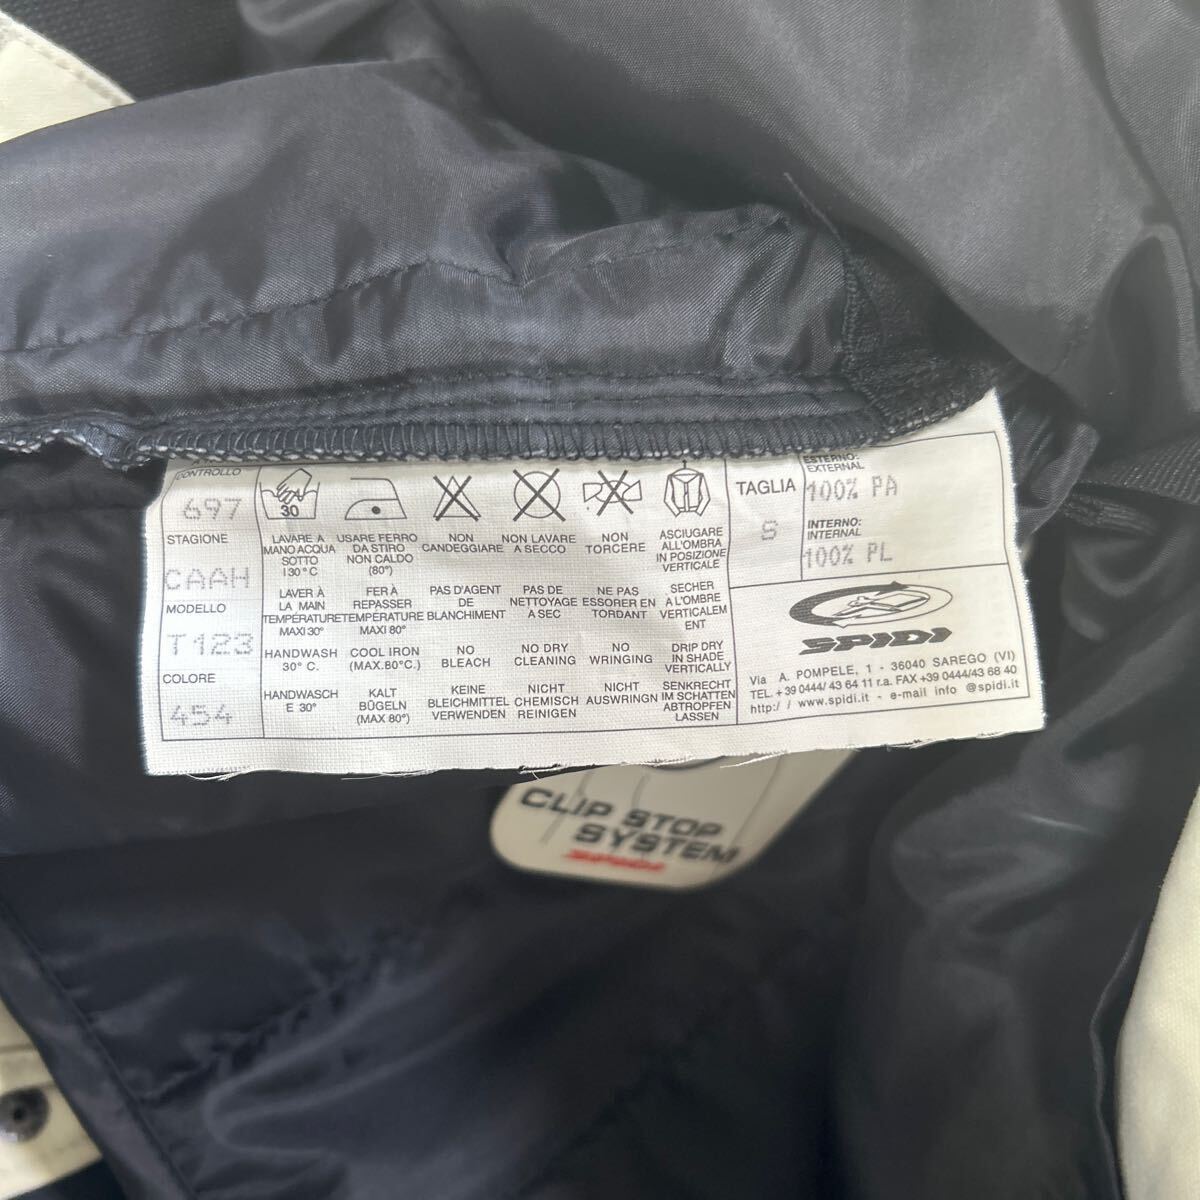 CONTROLLO
697
STAGIONE
CAAH
MODELLO
T123
COLORE
454
30
LAVARE A
MANO ACQUA
SOTTO
I 30° C
USARE FERRO
DA STIRO
NON CALDO
(80°)
NON
CANDEGGIARE
NON LAVARE
A SECCO
NON
TORCERE
ASCIUGARE
ALL'OMBRA
IN POSIZIONE
VERTICALE
LAVER À
LA MAIN
TEMPÉRATURE
MAXI 30°
FER À
REPASSER
TEMPÉRATURE
MAXI 80°
PAS D'AGENT
DE
BLANCHIMENT
PAS DE
NETTOYAGE
À SEC
NE PAS
ESSORER EN
TORDANT
SECHER
A L'OMBRE
VERTICALEM
ENT
HANDWASH
30° C.
COOL IRON
(MAX.80°C.)
NO
BLEACH
NO DRY
CLEANING
NO
WRINGING
DRIP DRY
IN SHADE
VERTICALLY
HANDWASCH
E 30°
KALT
BÜGELN
(MAX 80°)
KEINE
BLEICHMITTEL
VERWENDEN
NICHT
CHEMISCH
REINIGEN
NICHT
AUSWRINGN
SENKRECHT
IM SCHATTEN
ABTROPFEN
LASSEN
TAGLIA
S
ESTERNO:
EXTERNAL
100% PA
INTERNO:
INTERNAL
100% PL
SPIDI
Via A. POMPELE, 1 - 36040 SAREGO (VI)
TEL. +39 0444/ 43 64 11 r.a. FAX +39 0444/43 68 40
http:/ / www.spidi.it - e-mail info @spidi.it
CLIP STOP
SYSTEM
SPIDI